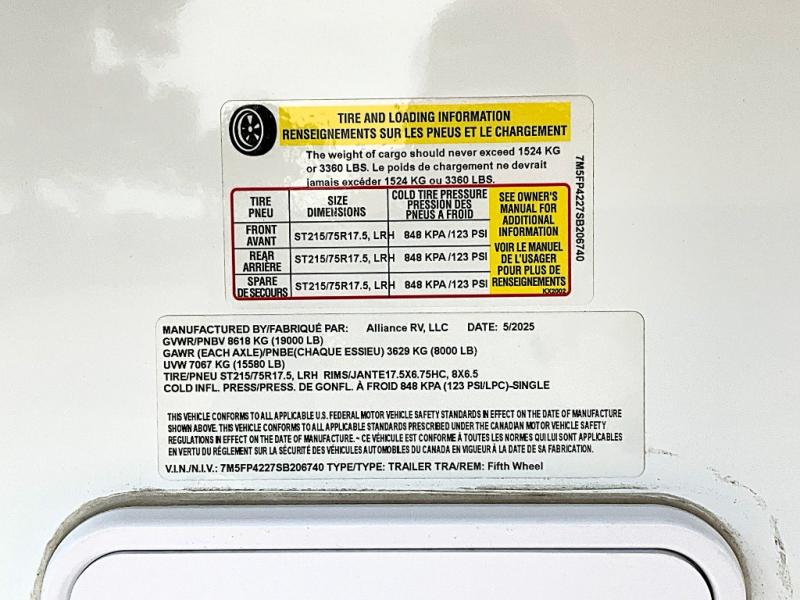 TIRE AND LOADING INFORMATION
RENSEIGNEMENTS SUR LES PNEUS ET LE CHARGEMENT
The weight of cargo should never exceed 1524 KG
or 3360 LBS. Le poids de chargement ne devrait
jamais excéder 1524 KG ou 3360 LBS.
TIRE PNEU SIZE DIMENSIONS COLD TIRE PRESSURE PRESSION DES PNEUS A FROID
FRONT AVANT ST215/75R17.5, LRH 848 KPA /123 PSI
REAR ARRIÈRE ST215/75R17.5, LRH 848 KPA /123 PSI
SPARE DE SECOURS ST215/75R17.5, LRH 848 KPA /123 PSI
SEE OWNER'S
MANUAL FOR
ADDITIONAL
INFORMATION
VOIR LE MANUEL
DE L'USAGER
POUR PLUS DE
RENSEIGNEMENTS
KX2002
7M5FP4227SB206740
MANUFACTURED BY/FABRIQUÉ PAR: Alliance RV, LLC DATE: 5/2025
GVWR/PNBV 8618 KG (19000 LB)
GAWR (EACH AXLE)/PNBE(CHAQUE ESSIEU) 3629 KG (8000 LB)
UVW 7067 KG (15580 LB)
TIRE/PNEU ST215/75R17.5, LRH RIMS/JANTE17.5X6.75HC, 8X6.5
COLD INFL. PRESS/PRESS. DE GONFL. À FROID 848 KPA (123 PSI/LPC)-SINGLE
THIS VEHICLE CONFORMS TO ALL APPLICABLE U.S. FEDERAL MOTOR VEHICLE SAFETY STANDARDS IN EFFECT ON THE DATE OF MANUFACTURE
SHOWN ABOVE. THIS VEHICLE CONFORMS TO ALL APPLICABLE STANDARDS PRESCRIBED UNDER THE CANADIAN MOTOR VEHICLE SAFETY
REGULATIONS IN EFFECT ON THE DATE OF MANUFACTURE. - CE VÉHICULE EST CONFORME À TOUTES LES NORMES QUI LUI SONT APPLICABLES
EN VERTU DU RÉGLEMENT SUR LA SÉCURITÉ DES VÉHICULES AUTOMOBILES DU CANADA EN VIGUEUR À LA DATE DE SA FABRICATION.
V.I.N./N.I.V.: 7M5FP4227SB206740 TYPE/TYPE: TRAILER TRA/REM: Fifth Wheel